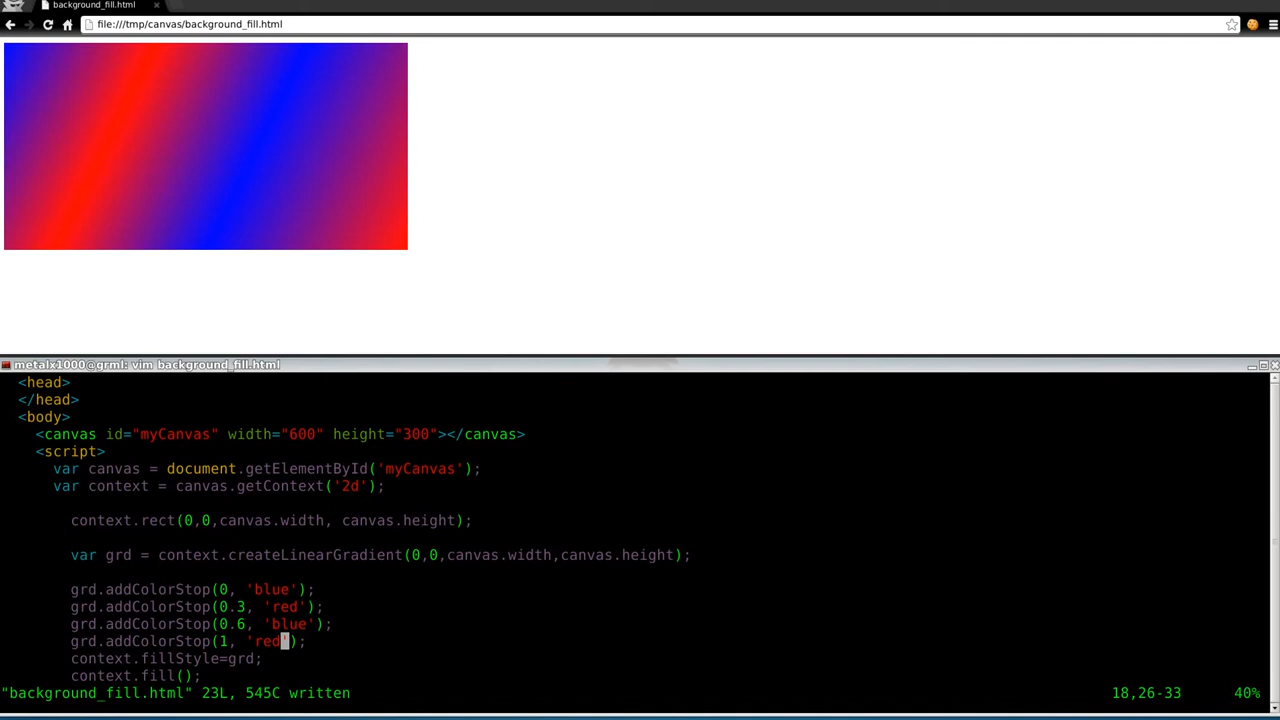 background_fill.html
file:///tmp/canvas/background_fill.html
metalx1000@grml: vim background_fill.html
<head>
</head>
<body>
<canvas id="myCanvas" width="600" height="300"></canvas>
<script>
var canvas = document.getElementById('myCanvas');
var context = canvas.getContext('2d');
context.rect(0,0,canvas.width, canvas.height);
var grd = context.createLinearGradient(0,0,canvas.width,canvas.height);
grd.addColorStop(0, 'blue');
grd.addColorStop(0.3, 'red');
grd.addColorStop(0.6, 'blue');
grd.addColorStop(1, 'red');
context.fillStyle=grd;
context.fill();
"background_fill.html" 23L, 545C written 18,26-33 40%